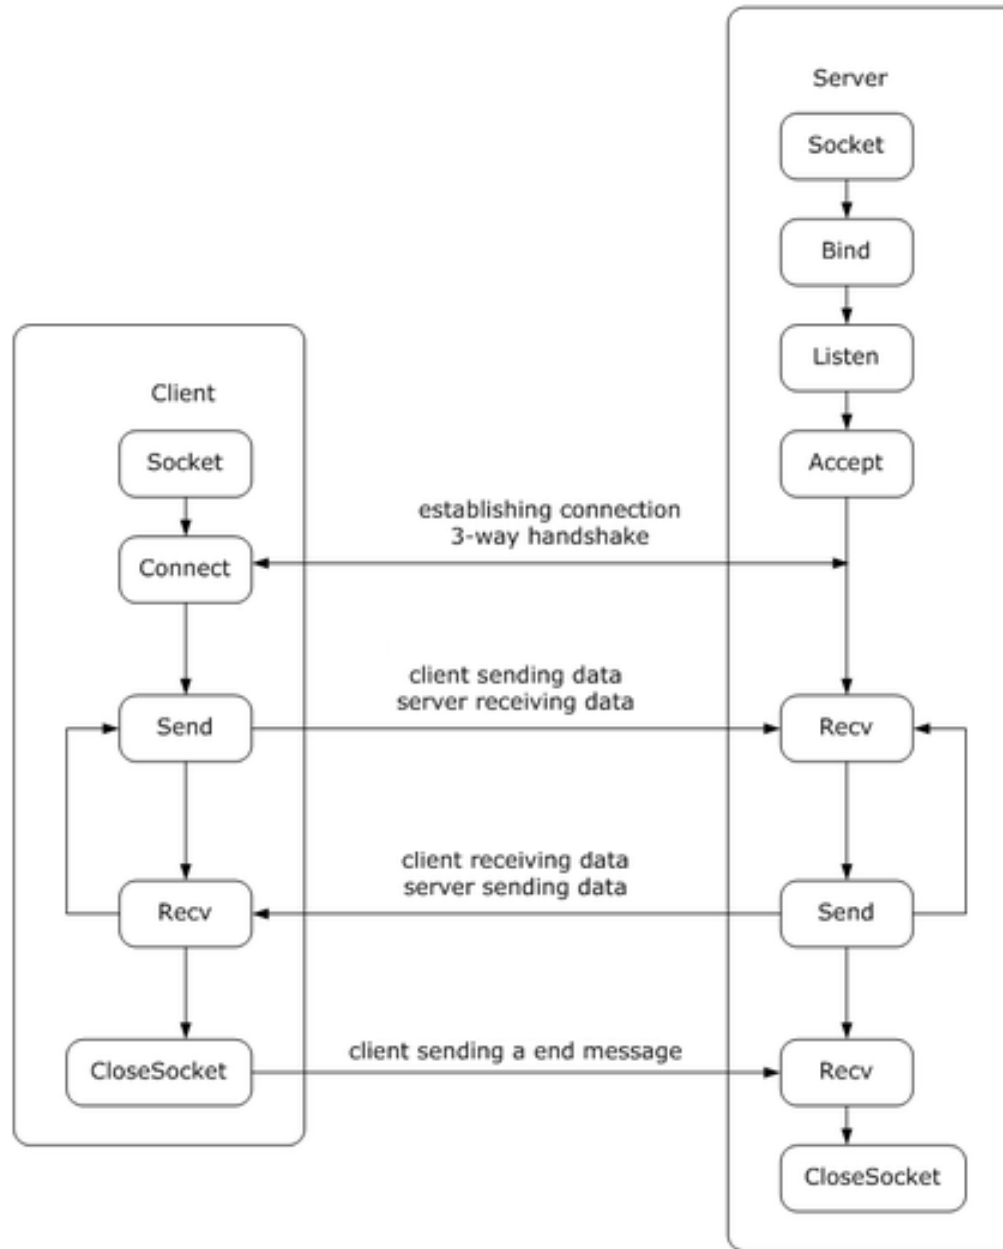 Server
Socket
Bind
Listen
Accept
Client
Socket
Connect
establishing connection
3-way handshake
client sending data
server receiving data
Send
Recv
client receiving data
server sending data
Recv
Send
client sending a end message
CloseSocket
Recv
CloseSocket